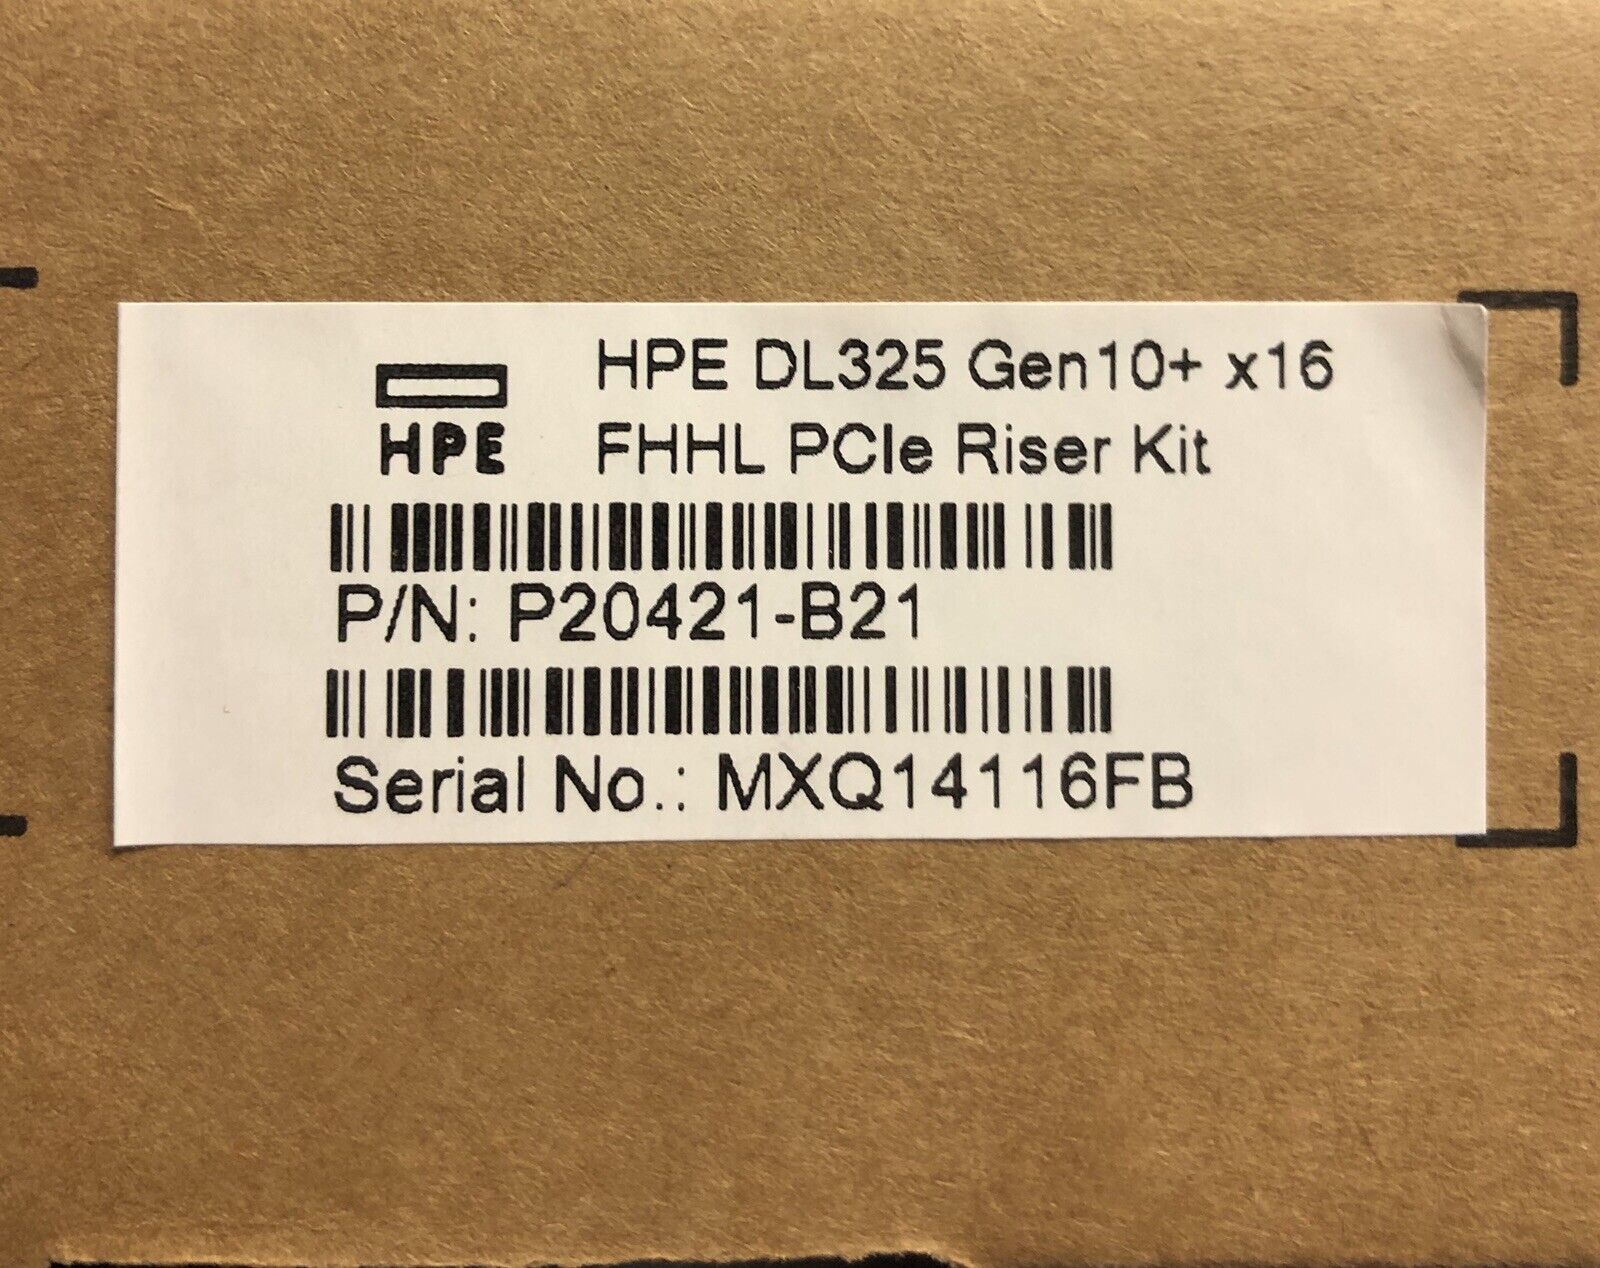 HPE
HPE DL325 Gen10+ x16
FHHL PCIe Riser Kit
P/N: P20421-B21
Serial No.: MXQ14116FB